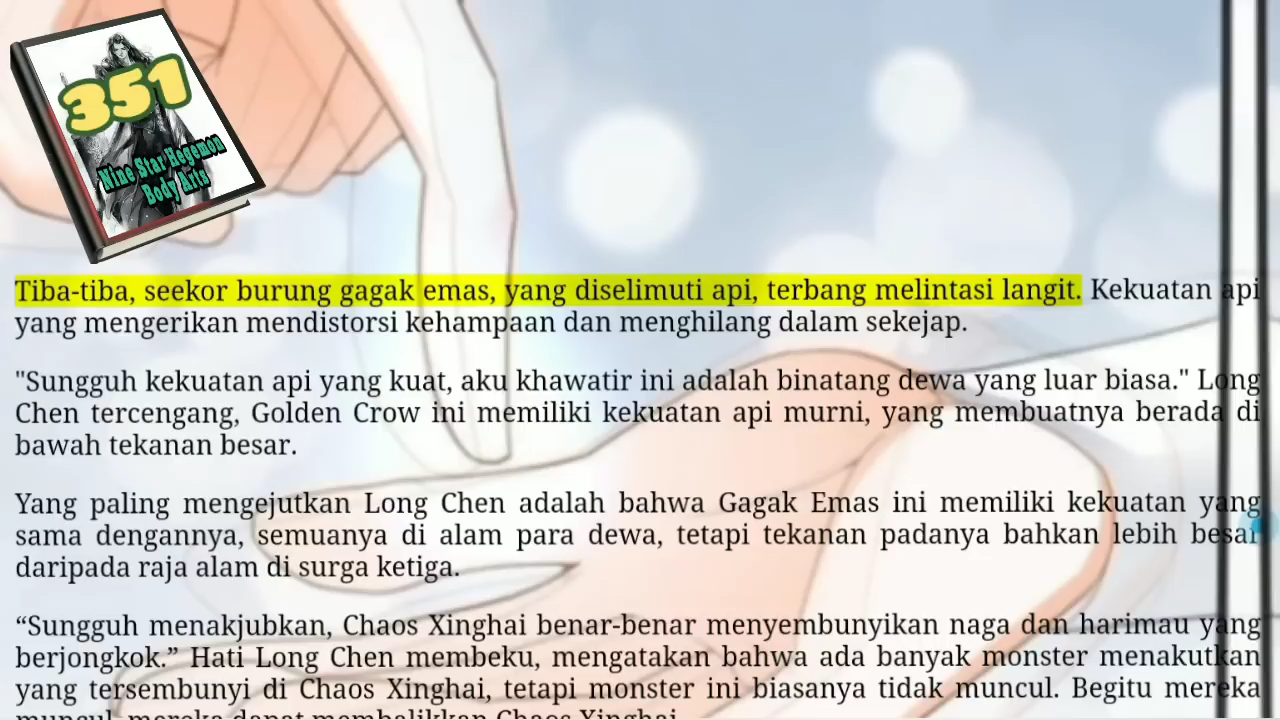 351
Nine Star Hegemon
Body Arts
Tiba-tiba, seekor burung gagak emas, yang diselimuti api, terbang melintasi langit. Kekuatan api
yang mengerikan mendistorsi kehampaan dan menghilang dalam sekejap.
"Sungguh kekuatan api yang kuat, aku khawatir ini adalah binatang dewa yang luar biasa." Long
Chen tercengang, Golden Crow ini memiliki kekuatan api murni, yang membuatnya berada di
bawah tekanan besar.
Yang paling mengejutkan Long Chen adalah bahwa Gagak Emas ini memiliki kekuatan yang
sama dengannya, semuanya di alam para dewa, tetapi tekanan padanya bahkan lebih besar
daripada raja alam di surga ketiga.
“Sungguh menakjubkan, Chaos Xinghai benar-benar menyembunyikan naga dan harimau yang
berjongkok.” Hati Long Chen membeku, mengatakan bahwa ada banyak monster menakutkan
yang tersembunyi di Chaos Xinghai, tetapi monster ini biasanya tidak muncul. Begitu mereka
muncul, mereka dapat membalikkan Chaos Xinghai.